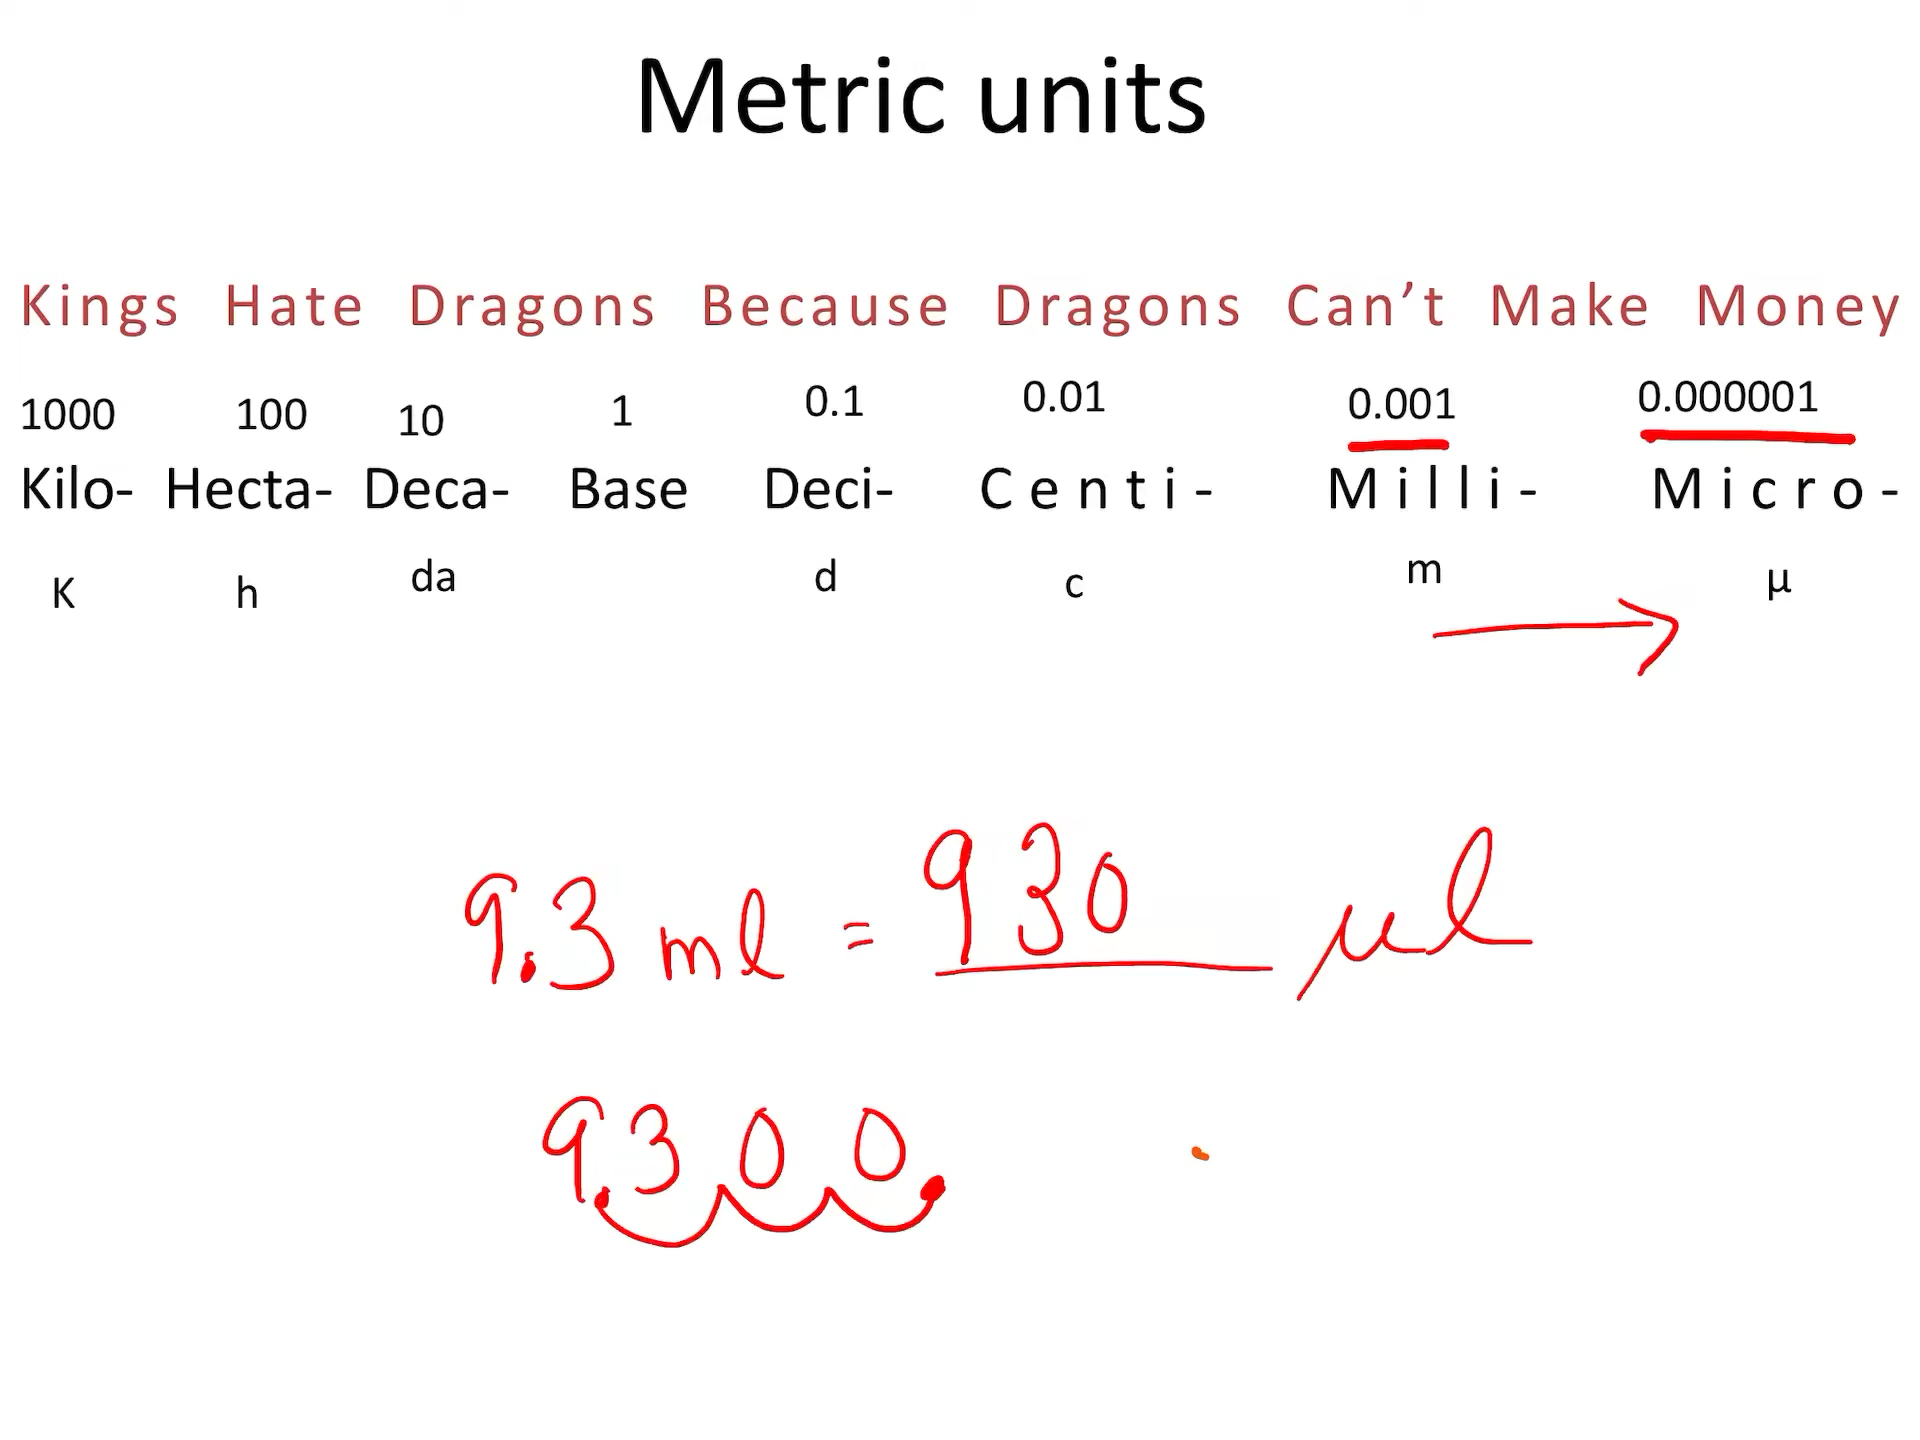 Metric units
Kings Hate Dragons Because Dragons Can’t Make Money
1000 100 10 1 0.1 0.01 0.001 0.000001
Kilo- Hecta- Deca- Base Deci- Centi- Milli- Micro-
K h da d c m µ
9.3 ml = 930 µl
9.300.